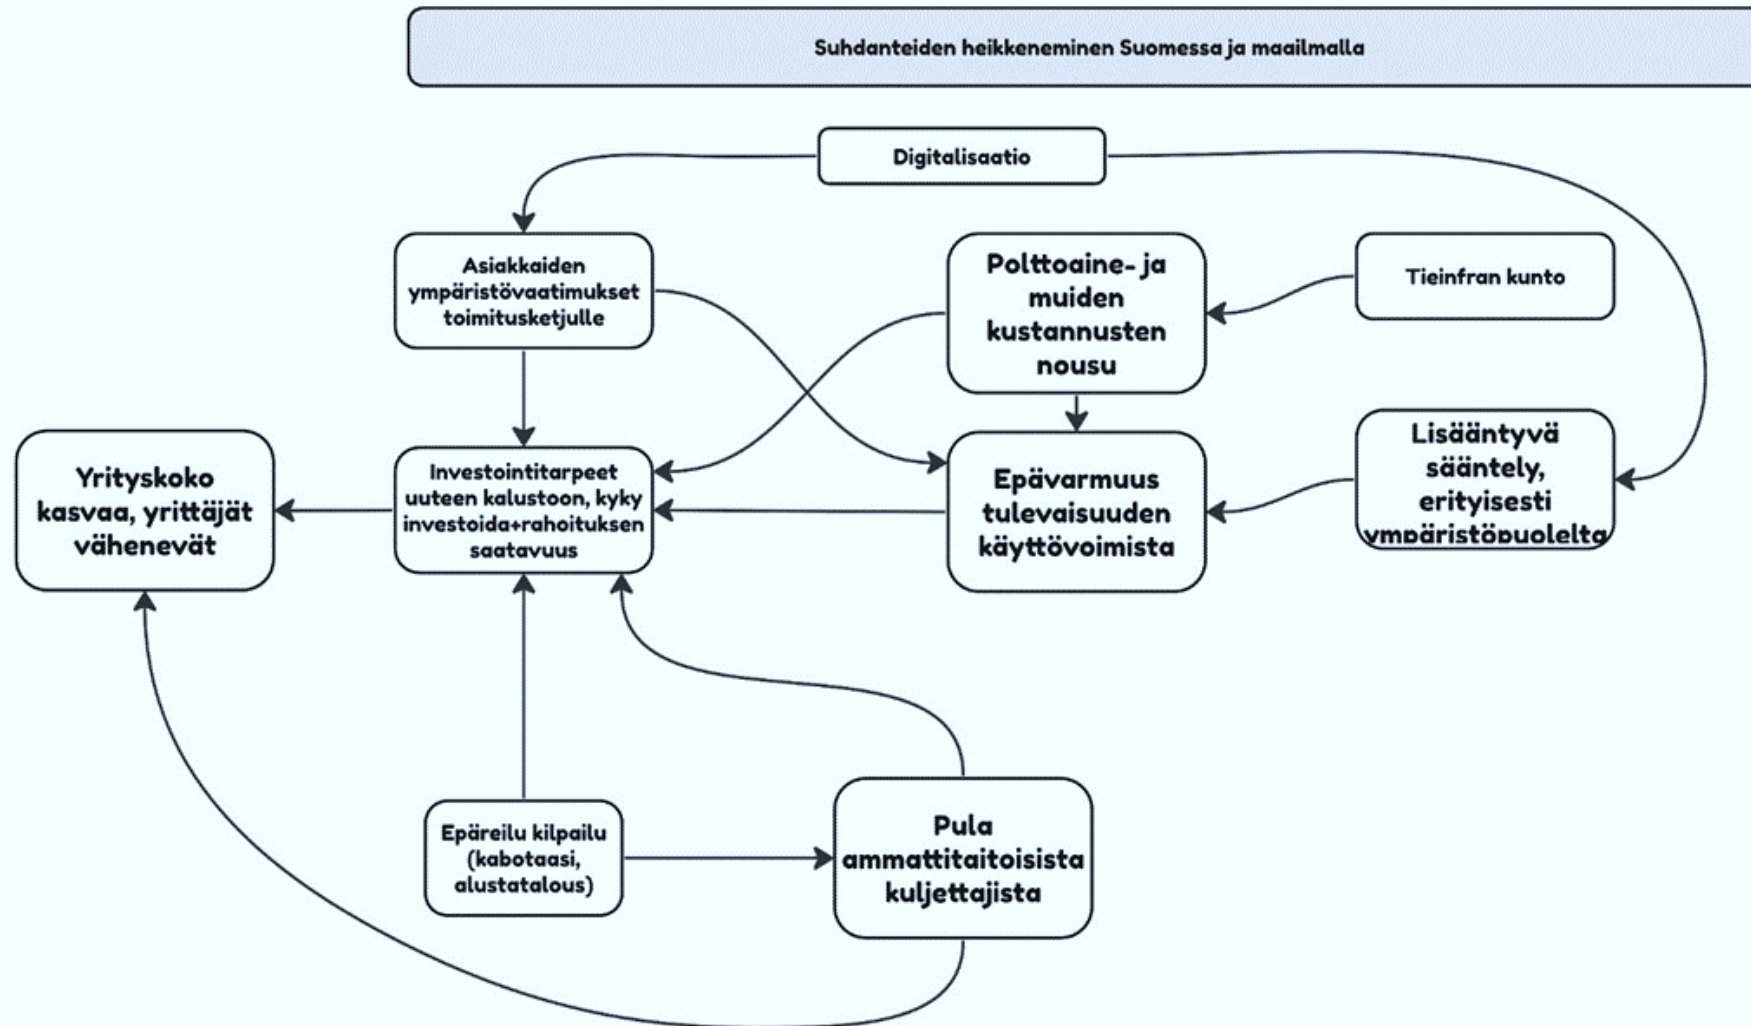 Suhdanteiden heikkeneminen Suomessa ja maailmalla
Digitalisaatio
Asiakkaiden
ympäristövaatimukset
toimitusketjulle
Polttoaine- ja
muiden
kustannusten
nousu
Tieinfran kunto
Yrityskoko
kasvaa, yrittäjät
vähenevät
Investointitarpeet
uuteen kalustoon, kyky
investoida+rahoituksen
saatavuus
Epävarmuus
tulevaisuuden
käyttövoimista
Lisääntyvä
sääntely,
erityisesti
ympäristöpuolelta
Epäreilu kilpailu
(kabotaasi,
alustatalous)
Pula
ammattitaitoisista
kuljettajista